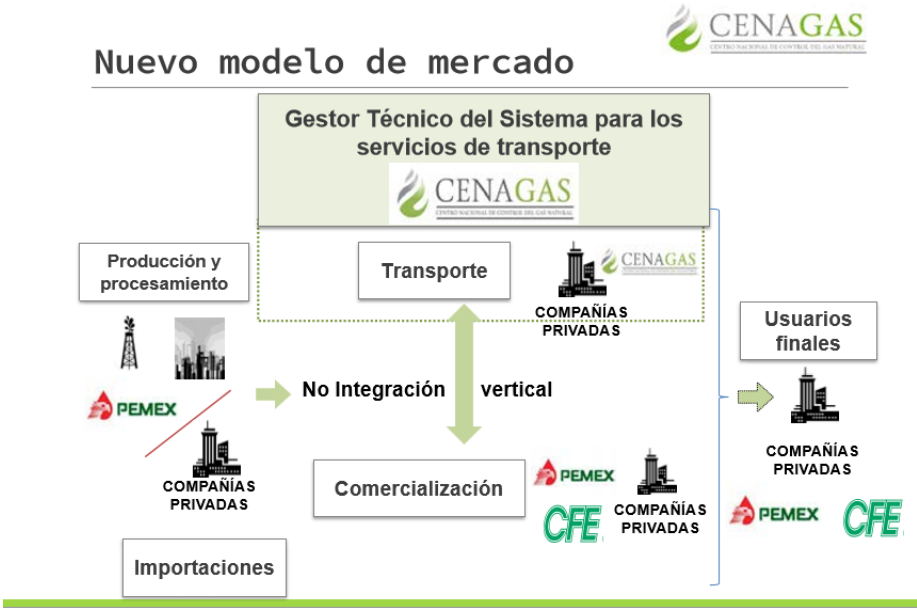 CENAGAS
CENTRO NACIONAL DE CONTROL DEL GAS NATURAL
Nuevo modelo de mercado
Gestor Técnico del Sistema para los
servicios de transporte
CENAGAS
CENTRO NACIONAL DE CONTROL DEL GAS NATURAL
Producción y
procesamiento
Transporte
CENAGAS
COMPAÑÍAS
PRIVADAS
Usuarios
finales
PEMEX
No Integración vertical
COMPAÑÍAS
PRIVADAS
COMPAÑÍAS
PRIVADAS
Comercialización
PEMEX
CFE
COMPAÑÍAS
PRIVADAS
PEMEX
CFE
Importaciones